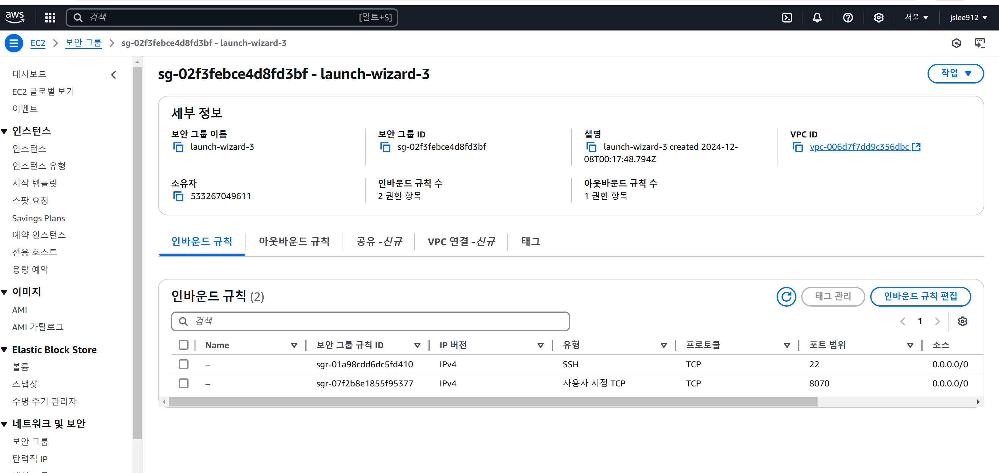 aws
검색
[알트+S]
서울
jslee912
EC2
보안 그룹
sg-02f3febce4d8fd3bf - launch-wizard-3
대시보드
EC2 글로벌 보기
이벤트
인스턴스
인스턴스
인스턴스 유형
시작 템플릿
스팟 요청
Savings Plans
예약 인스턴스
전용 호스트
용량 예약
이미지
AMI
AMI 카탈로그
Elastic Block Store
볼륨
스냅샷
수명 주기 관리자
네트워크 및 보안
보안 그룹
탄력적 IP
sg-02f3febce4d8fd3bf - launch-wizard-3
작업
세부 정보
보안 그룹 이름
launch-wizard-3
보안 그룹 ID
sg-02f3febce4d8fd3bf
설명
launch-wizard-3 created 2024-12-
08T00:17:48.794Z
VPC ID
vpc-006d7f7dd9c356dbc
소유자
533267049611
인바운드 규칙 수
2 권한 항목
아웃바운드 규칙 수
1 권한 항목
인바운드 규칙
아웃바운드 규칙
공유 -신규
VPC 연결 -신규
태그
인바운드 규칙 (2)
태그 관리
인바운드 규칙 편집
검색
1
Name
보안 그룹 규칙 ID
IP 버전
유형
프로토콜
포트 범위
소스
– sgr-01a98cdd6dc5fd410 IPv4 SSH TCP 22 0.0.0.0/0
– sgr-07f2b8e1855f95377 IPv4 사용자 지정 TCP TCP 8070 0.0.0.0/0